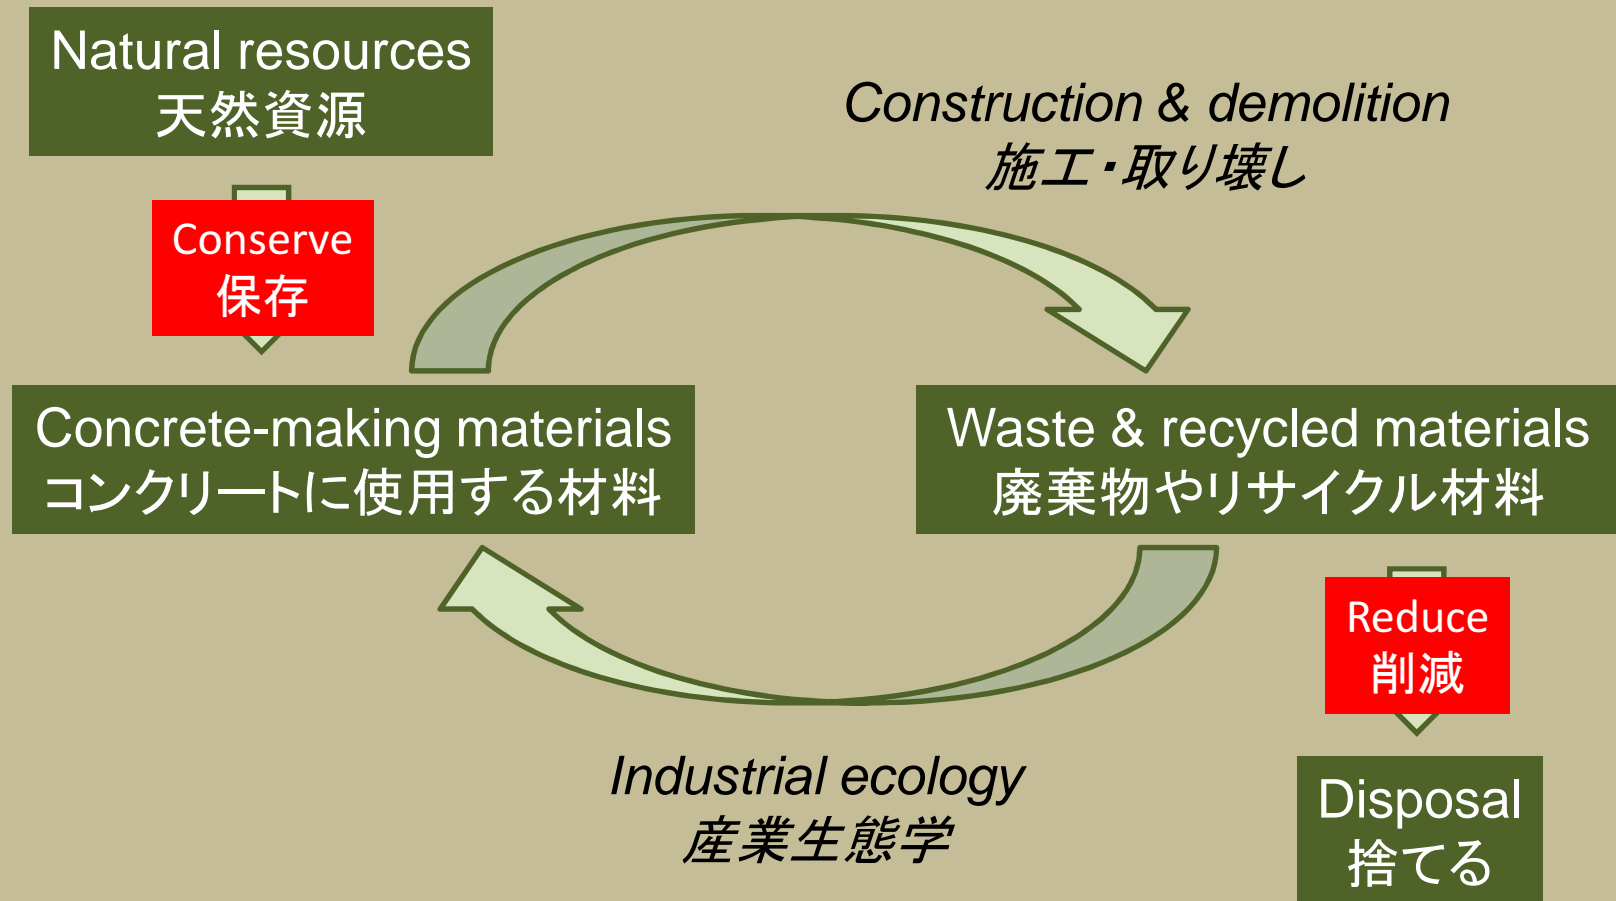 Natural resources
天然資源
Construction & demolition
施工・取り壊し
Conserve
保存
Concrete-making materials
コンクリートに使用する材料
Waste & recycled materials
廃棄物やリサイクル材料
Reduce
削減
Industrial ecology
産業生態学
Disposal
捨てる